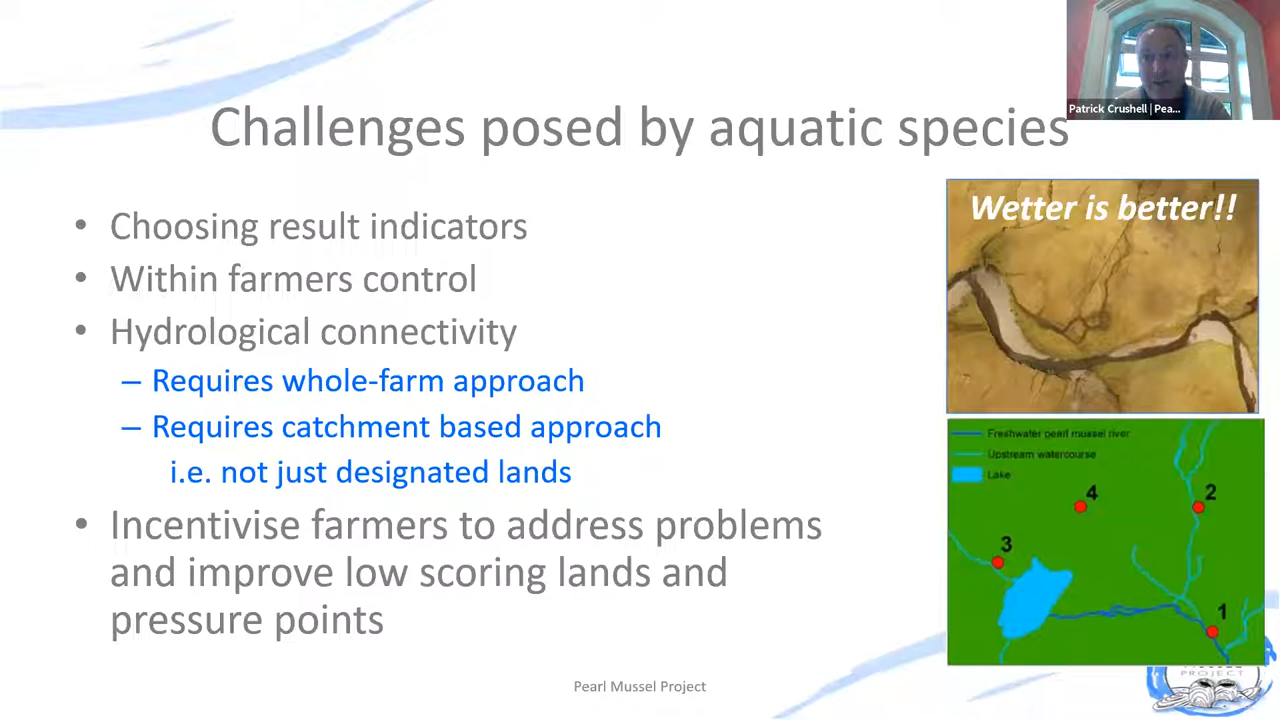 Patrick Crushell | Pea...
Challenges posed by aquatic species
• Choosing result indicators
• Within farmers control
• Hydrological connectivity
– Requires whole-farm approach
– Requires catchment based approach
i.e. not just designated lands
• Incentivise farmers to address problems
and improve low scoring lands and
pressure points
Wetter is better!!
Freshwater pearl mussel river
Upstream watercourse
Lake
4
2
3
1
Pearl Mussel Project
PROJECT